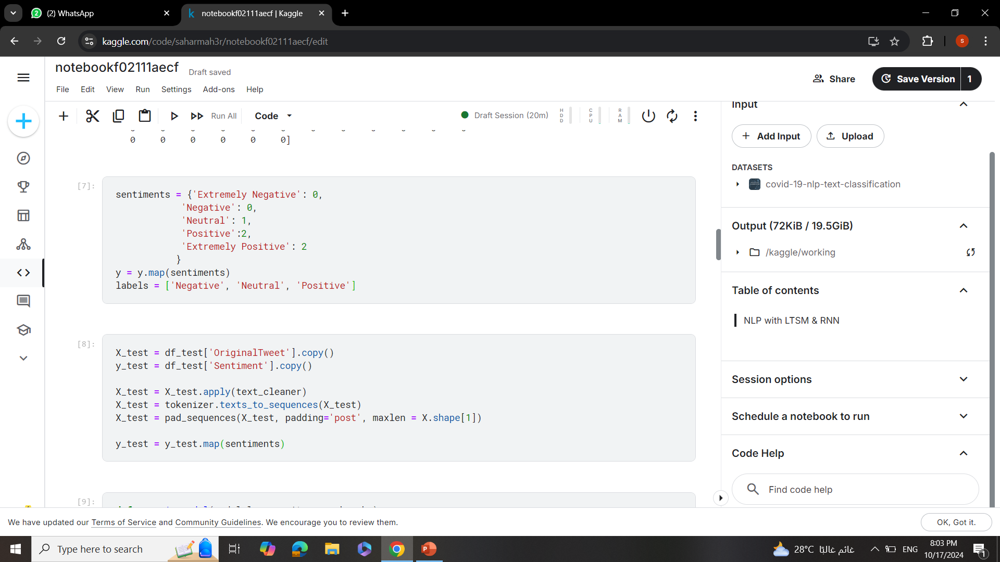 (2) WhatsApp
notebookf02111aecf | Kaggle
kaggle.com/code/saharmah3r/notebookf02111aecf/edit
S
notebookf02111aecf
Draft saved
File Edit View Run Settings Add-ons Help
Share
Save Version 1
Run All
Code
Draft Session (20m)
HDD
CPU
RAM
0 0 0 0 0 0]
[7]:
sentiments = {'Extremely Negative': 0,
'Negative': 0,
'Neutral': 1,
'Positive':2,
'Extremely Positive': 2
}
y = y.map(sentiments)
labels = ['Negative', 'Neutral', 'Positive']
[8]:
X_test = df_test['OriginalTweet'].copy()
y_test = df_test['Sentiment'].copy()
X_test = X_test.apply(text_cleaner)
X_test = tokenizer.texts_to_sequences(X_test)
X_test = pad_sequences(X_test, padding='post', maxlen = X.shape[1])
y_test = y_test.map(sentiments)
[9]:
Input
Add Input
Upload
DATASETS
covid-19-nlp-text-classification
Output (72KiB / 19.5GiB)
/kaggle/working
Table of contents
NLP with LTSM & RNN
Session options
Schedule a notebook to run
Code Help
Find code help
We have updated our Terms of Service and Community Guidelines. We encourage you to review them.
OK, Got it.
Type here to search
28°C غائم غالبًا
ENG
8:03 PM
10/17/2024
1